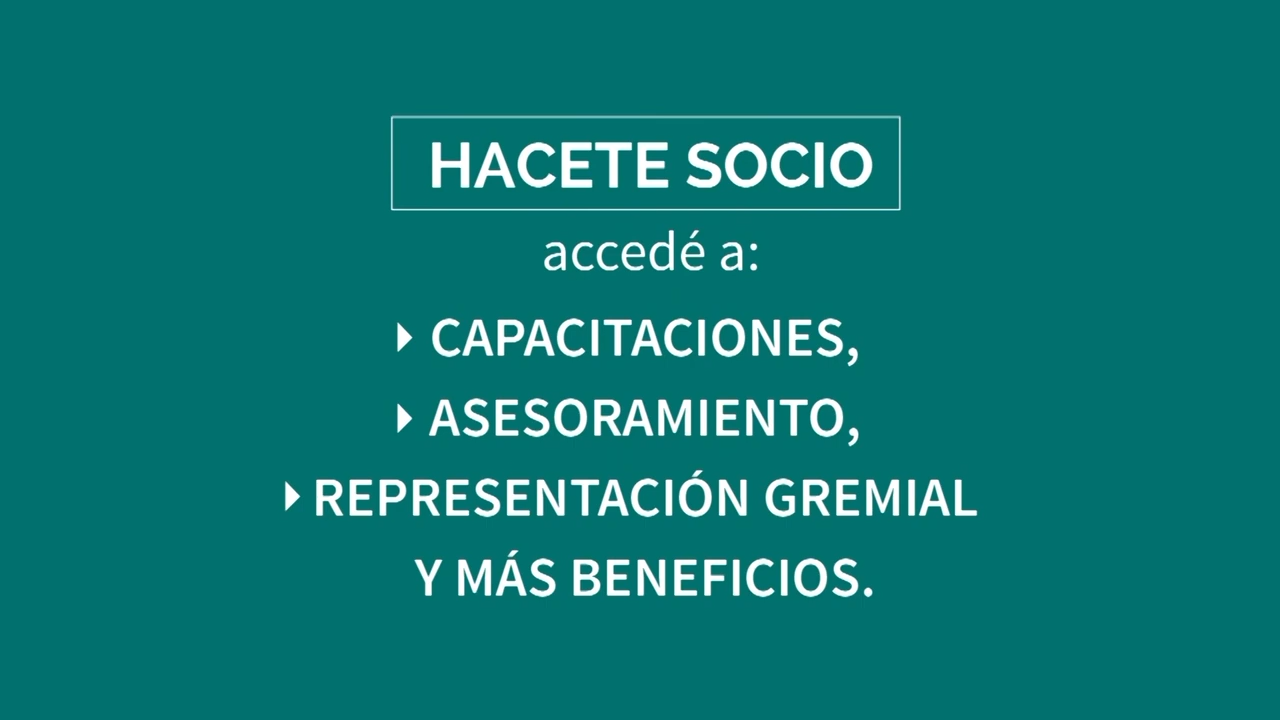 HACETE SOCIO
accedé a:
CAPACITACIONES,
ASESORAMIENTO,
REPRESENTACIÓN GREMIAL
Y MÁS BENEFICIOS.